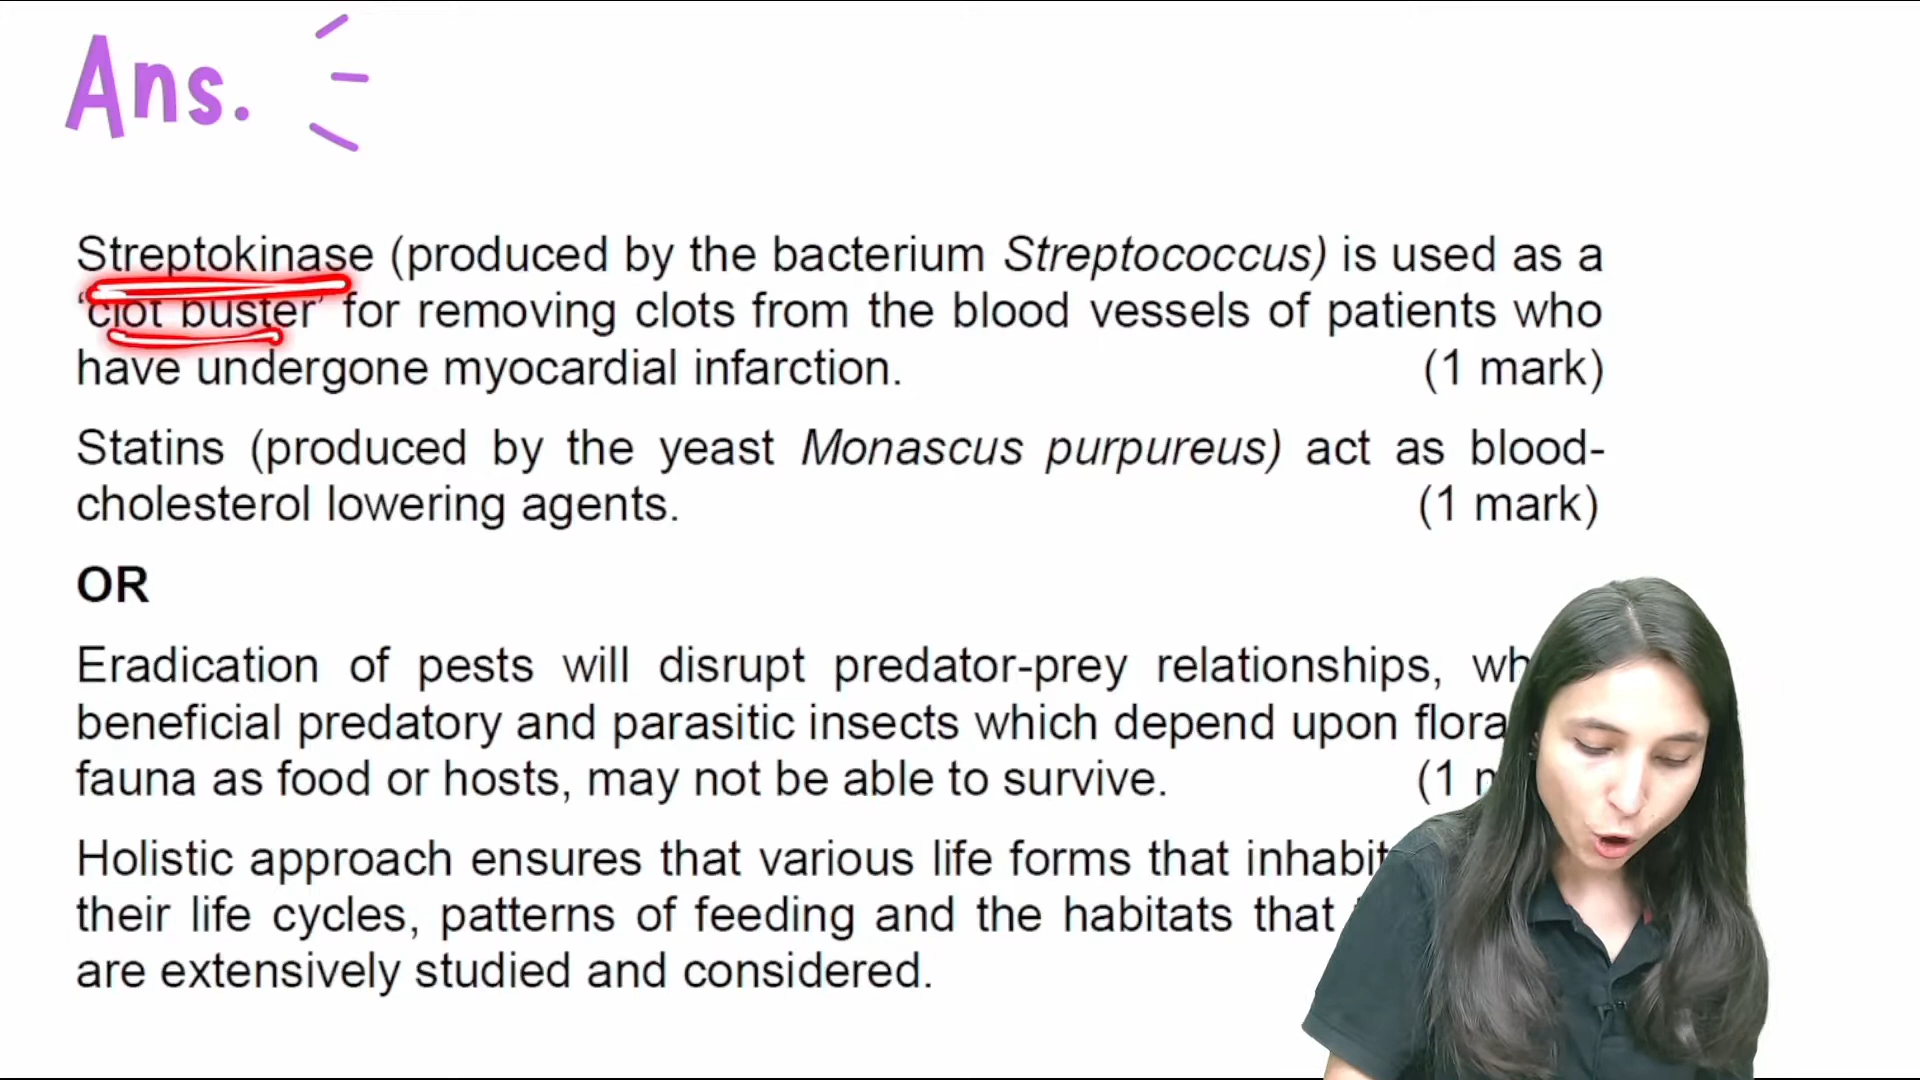 Ans.
Streptokinase (produced by the bacterium Streptococcus) is used as a
‘clot buster’ for removing clots from the blood vessels of patients who
have undergone myocardial infarction. (1 mark)
Statins (produced by the yeast Monascus purpureus) act as blood-
cholesterol lowering agents. (1 mark)
OR
Eradication of pests will disrupt predator-prey relationships,
beneficial predatory and parasitic insects which depend upon flora
fauna as food or hosts, may not be able to survive. (1
Holistic approach ensures that various life forms that inhabit
their life cycles, patterns of feeding and the habitats that
are extensively studied and considered.